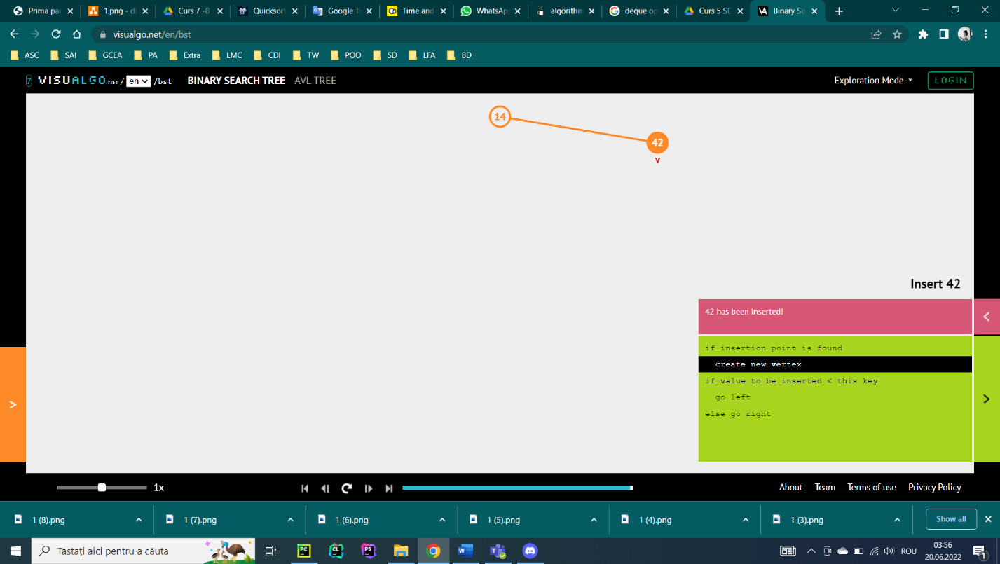 Prima par
1.png - di
Curs 7 -8
Quicksort
Google Tr
Time and
WhatsApp
algorithm
deque op
Curs 5 SD
Binary Se
visualgo.net/en/bst
ASC SAI GCEA PA Extra LMC CDI TW POO SD LFA BD
7 VISUALGO.NET/ en /bst BINARY SEARCH TREE AVL TREE Exploration Mode LOGIN
14
42
v
Insert 42
42 has been inserted!
if insertion point is found
create new vertex
if value to be inserted < this key
go left
else go right
1x
About Team Terms of use Privacy Policy
1 (8).png 1 (7).png 1 (6).png 1 (5).png 1 (4).png 1 (3).png Show all
Tastați aici pentru a căuta
PC CL PS W
ROU
03:56
20.06.2022
1